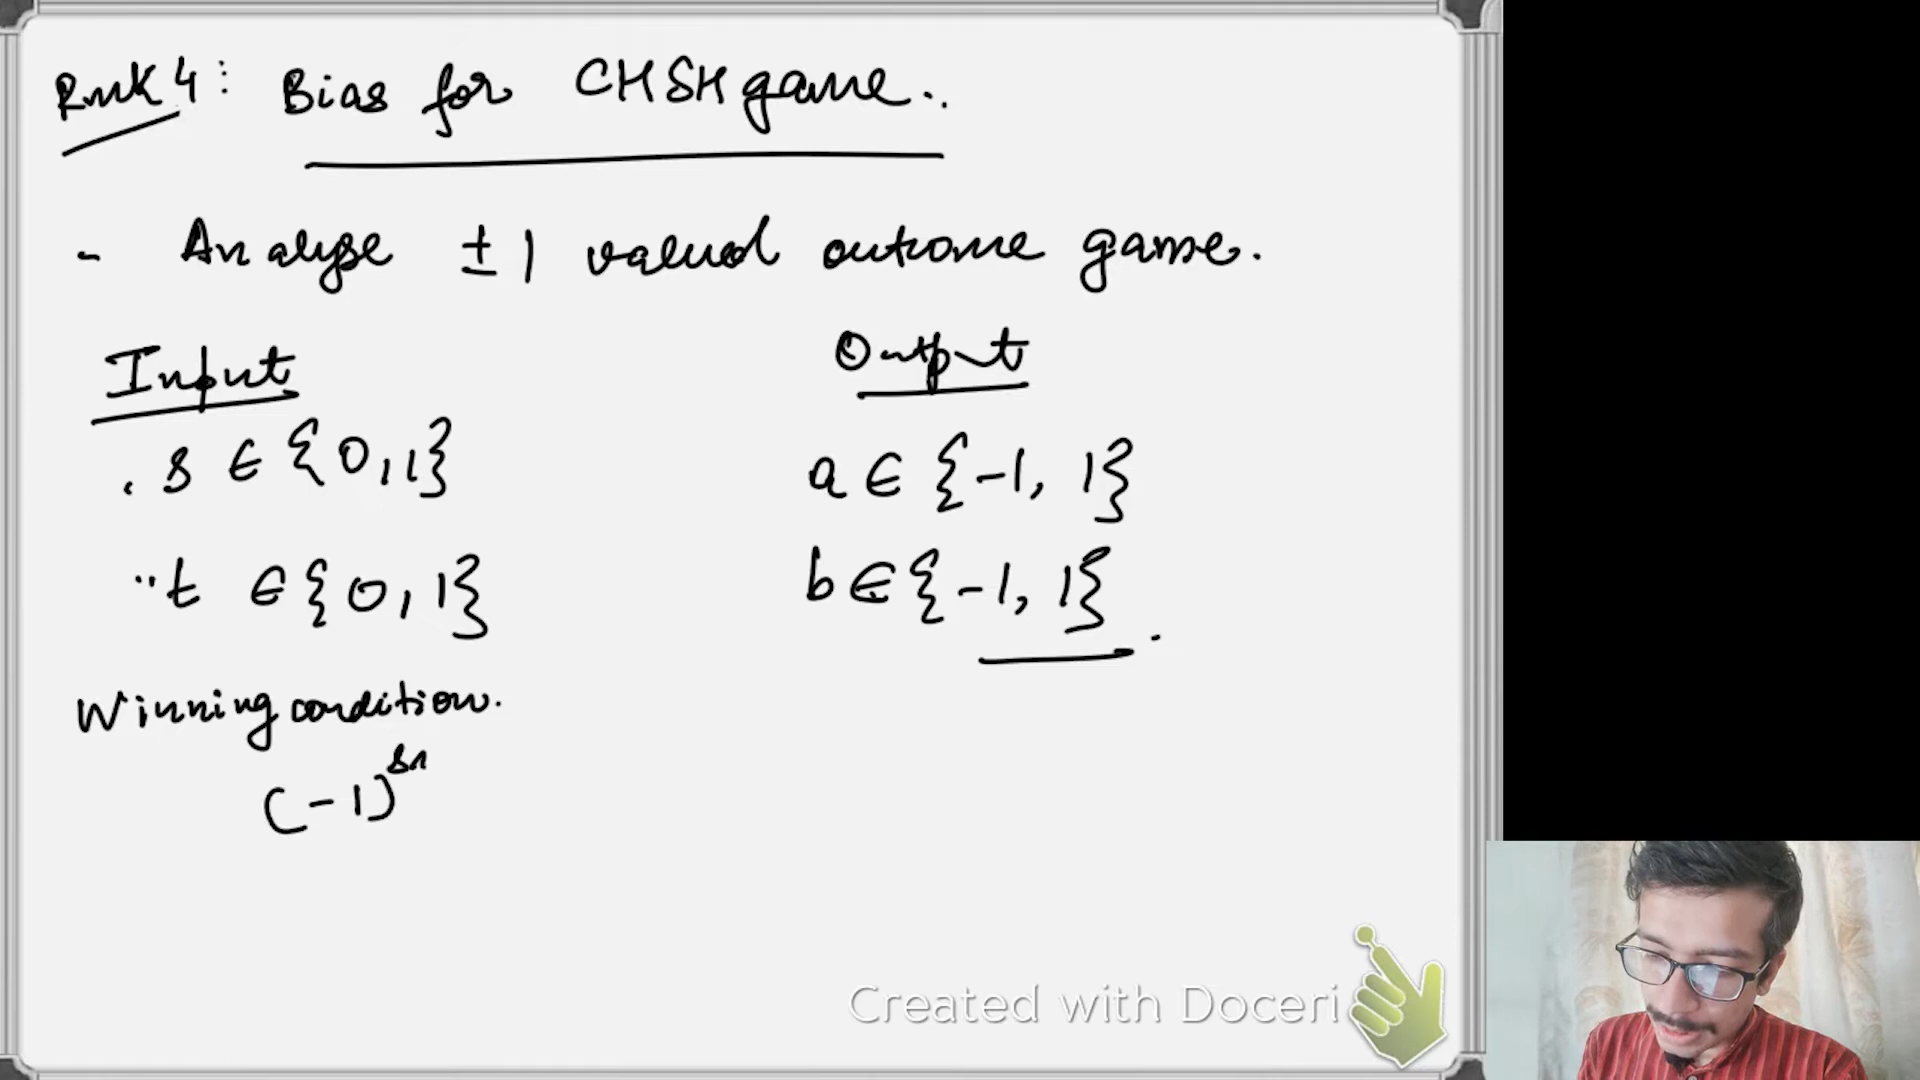 Rmk 4: Bias for CHSH game..
- Analyse ±1 valued outcome game.
Input
Output
. s ∈ {0,1}
a ∈ {-1, 1}
.. t ∈ {0,1}
b ∈ {-1, 1}.
Winning condition.
(-1)^s∧
Created with Doceri